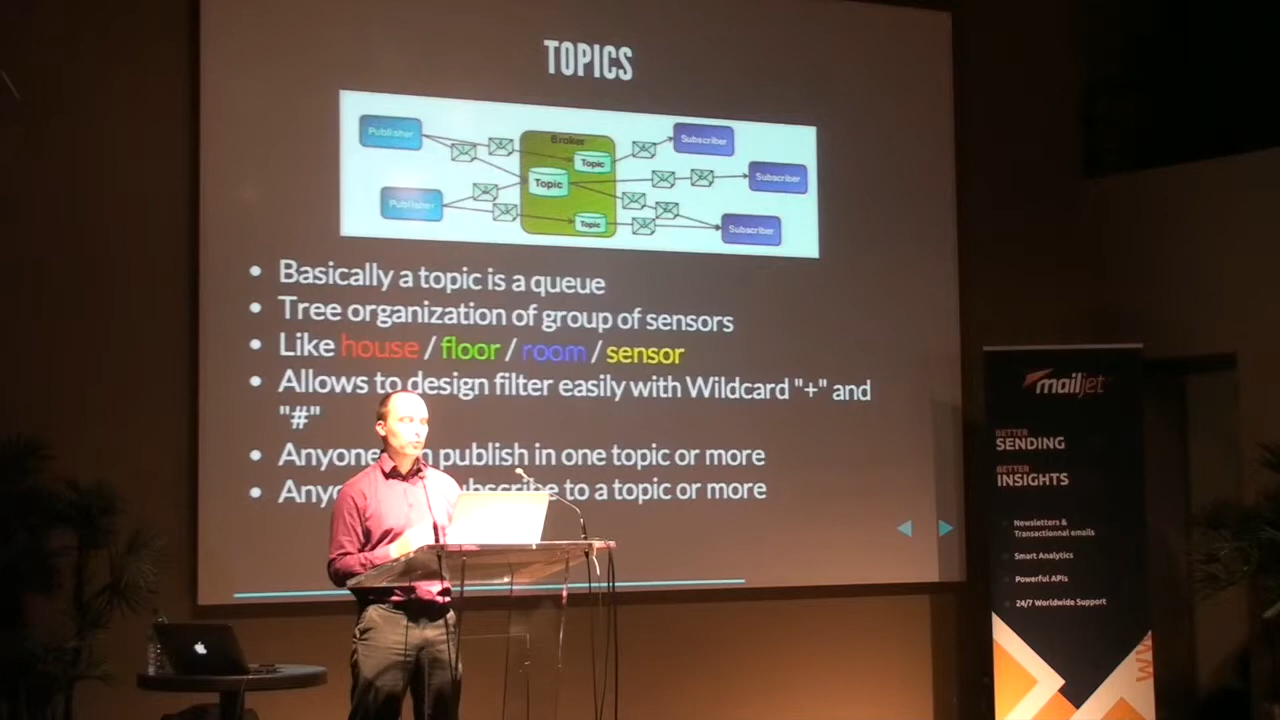 TOPICS
Publisher
Publisher
Broker
Topic
Topic
Topic
Subscriber
Subscriber
Subscriber
Basically a topic is a queue
Tree organization of group of sensors
Like house / floor / room / sensor
Allows to design filter easily with Wildcard "+" and
"#"
Anyone publish in one topic or more
to a topic or more
mailjet
BETTER
SENDING
BETTER
INSIGHTS
Newsletters &
Transactionnal emails
Smart Analytics
Powerful APIs
24/7 Worldwide Support